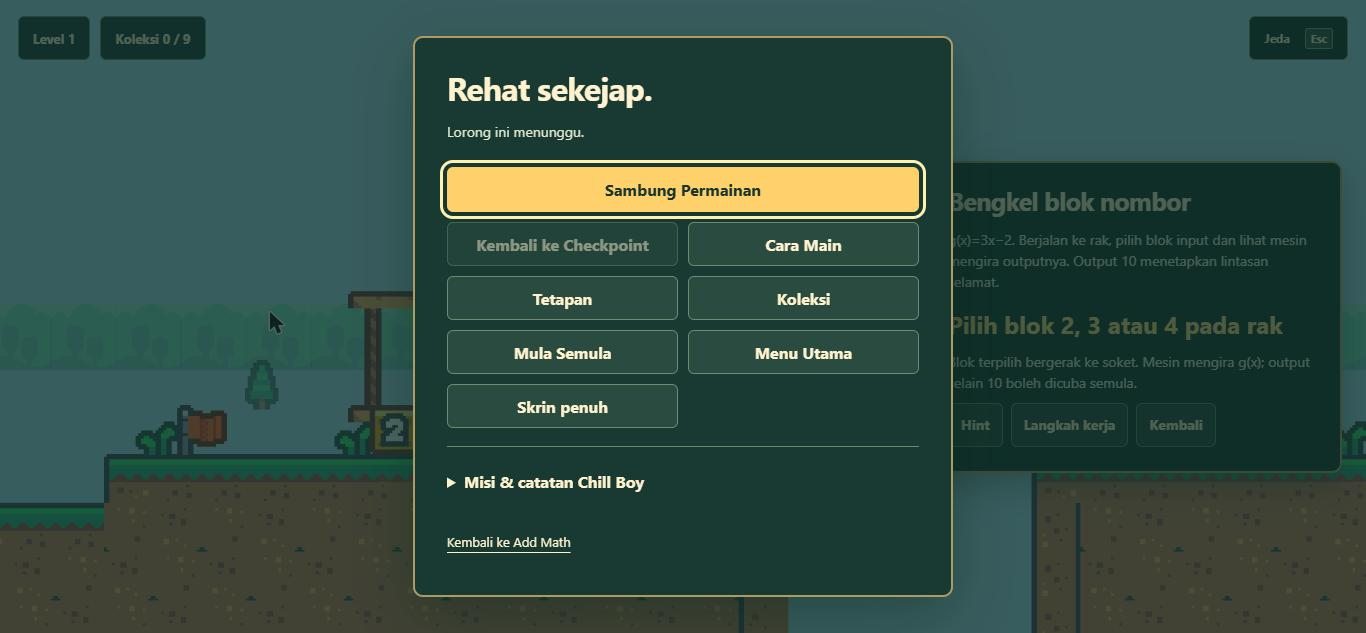 Level 1
Koleksi 0 / 9
Jeda Esc
Rehat sekejap.
Lorong ini menunggu.
Sambung Permainan
Kembali ke Checkpoint
Cara Main
Tetapan
Koleksi
Mula Semula
Menu Utama
Skrin penuh
Misi & catatan Chill Boy
Kembali ke Add Math
Bengkel blok nombor
g(x)=3x−2. Berjalan ke rak, pilih blok input dan lihat mesin
mengira outputnya. Output 10 menetapkan lintasan
selamat.
Pilih blok 2, 3 atau 4 pada rak
Blok terpilih bergerak ke soket. Mesin mengira g(x); output
selain 10 boleh dicuba semula.
Hint
Langkah kerja
Kembali
2